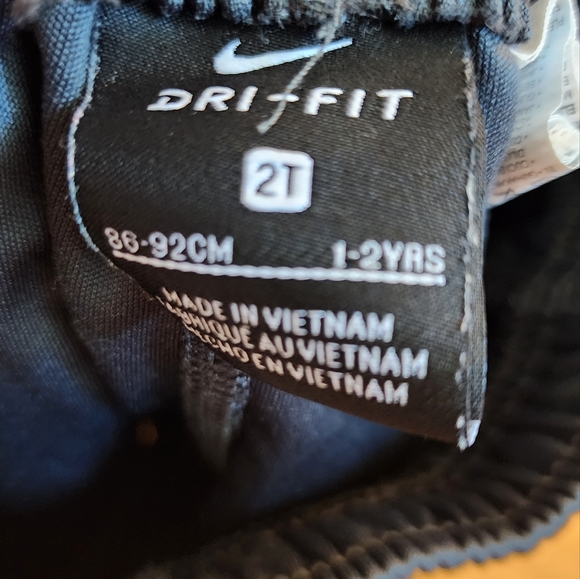 DRI-FIT
2T
86-92CM 1-2YRS
MADE IN VIETNAM
FABRIQUÉ AU VIETNAM
HECHO EN VIETNAM